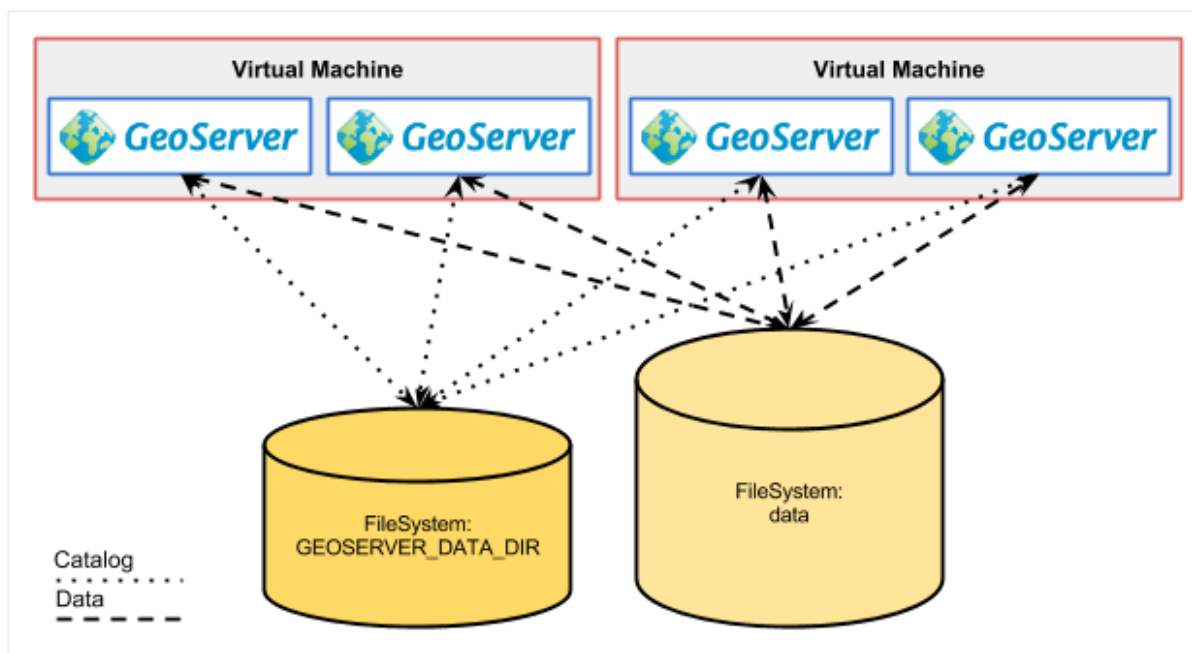 Virtual Machine
Virtual Machine
GeoServer
GeoServer
GeoServer
GeoServer
FileSystem:
data
FileSystem:
GEOSERVER_DATA_DIR
Catalog
Data